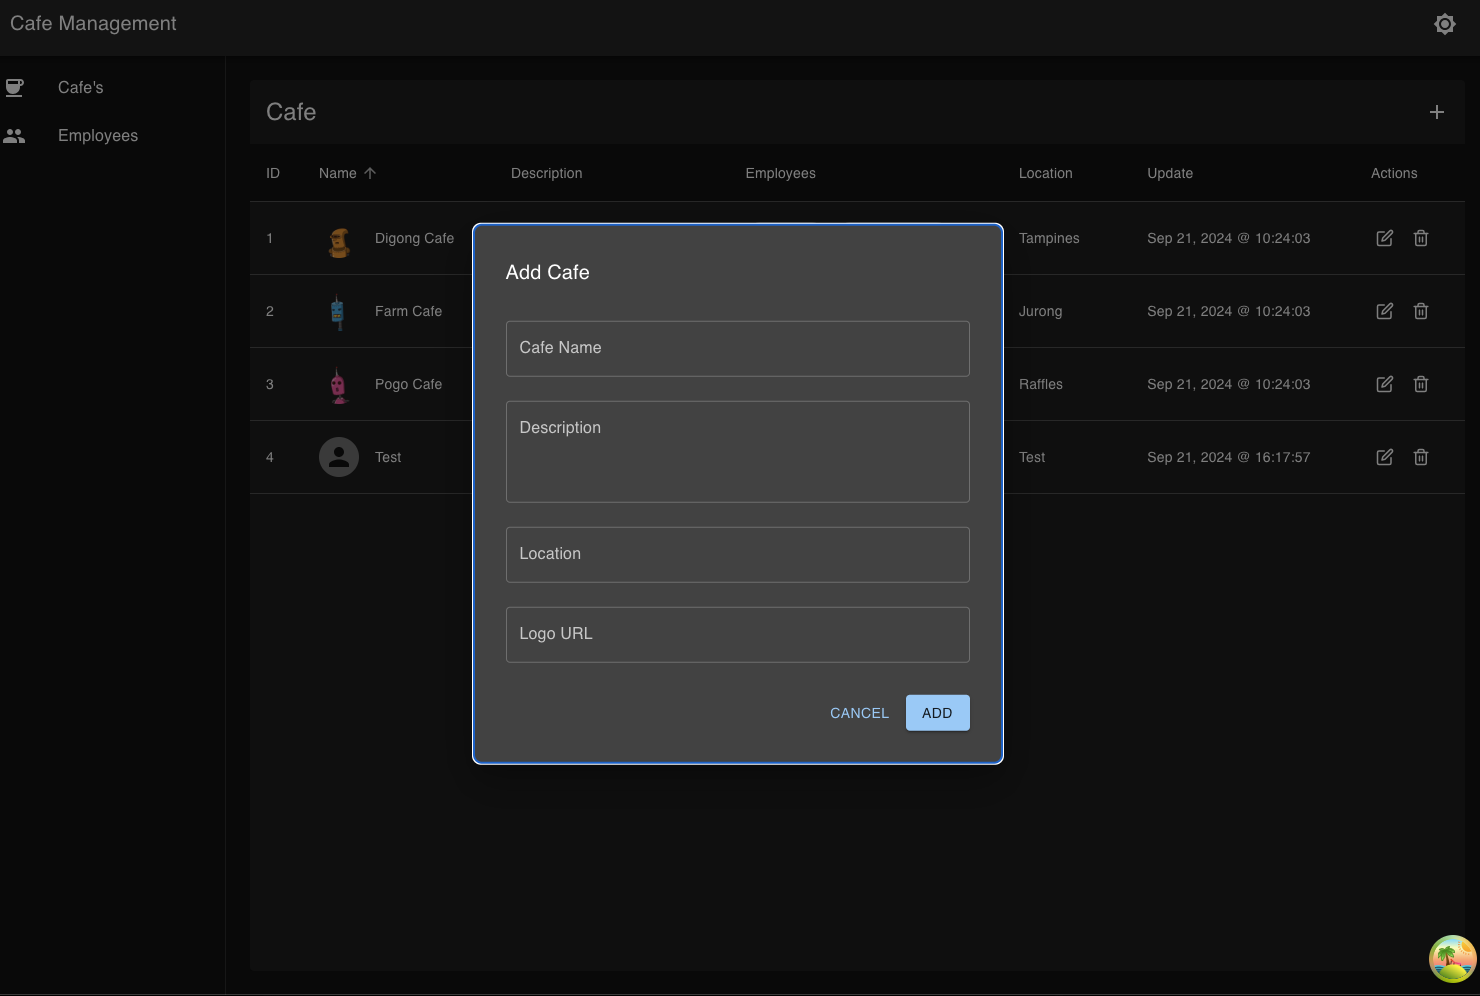 Cafe Management
Cafe's
Employees
Cafe
ID Name Description Employees Location Update Actions
1 Digong Cafe Tampines Sep 21, 2024 @ 10:24:03
2 Farm Cafe Jurong Sep 21, 2024 @ 10:24:03
3 Pogo Cafe Raffles Sep 21, 2024 @ 10:24:03
4 Test Test Sep 21, 2024 @ 16:17:57
Add Cafe
Cafe Name
Description
Location
Logo URL
CANCEL ADD